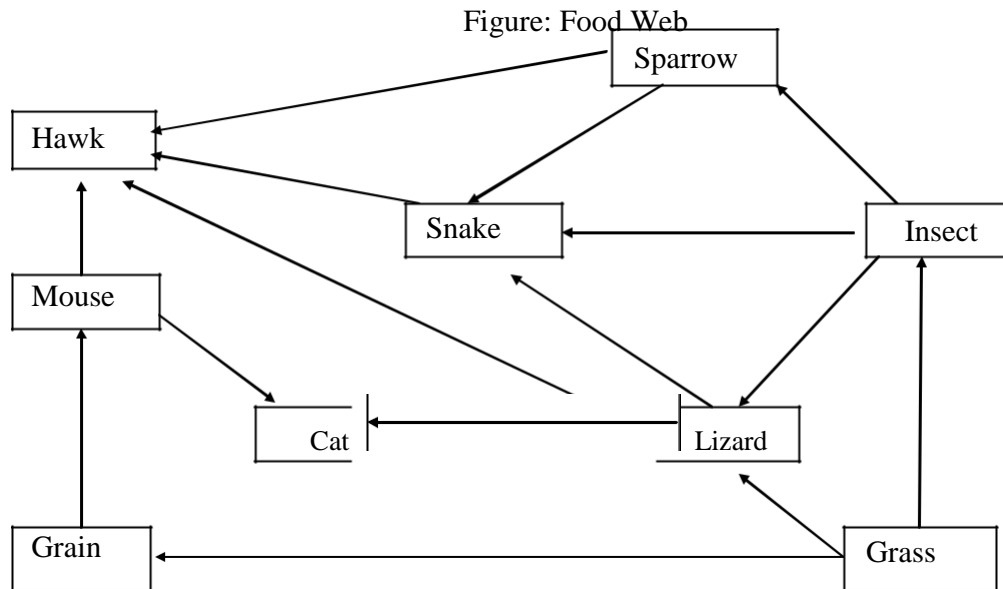 Figure: Food Web
Sparrow
Hawk
Snake
Insect
Mouse
Cat
Lizard
Grain
Grass